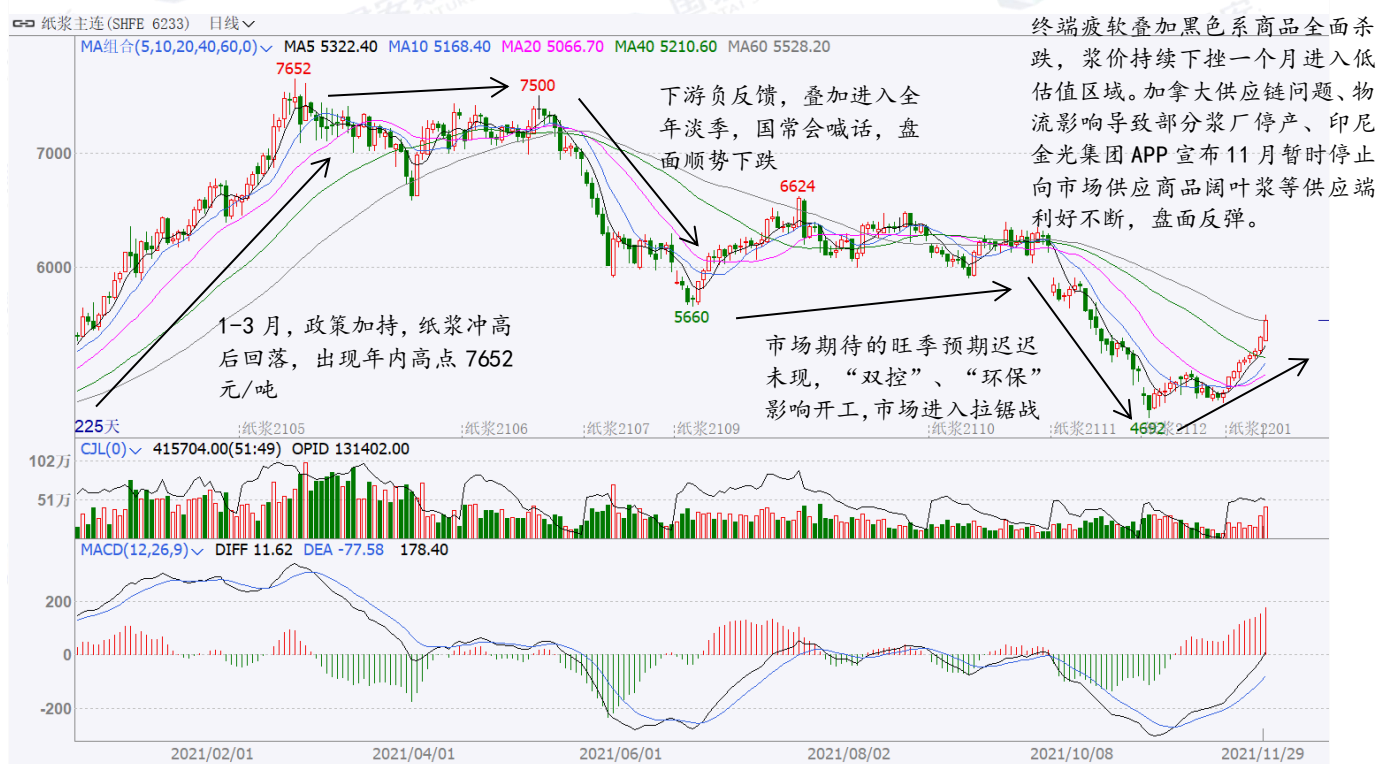 纸浆主连(SHFE 6233) 日线
MA组合(5,10,20,40,60,0) MA5 5322.40 MA10 5168.40 MA20 5066.70 MA40 5210.60 MA60 5528.20
终端疲软叠加黑色系商品全面杀
跌，浆价持续下挫一个月进入低
估值区域。加拿大供应链问题、物
流影响导致部分浆厂停产、印尼
金光集团 APP 宣布 11 月暂时停止
向市场供应商品阔叶浆等供应端
利好不断，盘面反弹。
7652
7500
下游负反馈，叠加进入全
年淡季，国常会喊话，盘
面顺势下跌
7000
6624
6000
5660
1-3 月，政策加持，纸浆冲高
后回落，出现年内高点 7652
元/吨
市场期待的旺季预期迟迟
未现，“双控”、“环保”
影响开工，市场进入拉锯战
4692
225天
纸浆2105 纸浆2106 纸浆2107 纸浆2109 纸浆2110 纸浆2111 纸浆2112 纸浆2201
CJL(0) 415704.00(51:49) OPID 131402.00
102万
51万
MACD(12,26,9) DIFF 11.62 DEA -77.58 178.40
200
0
-200
2021/02/01 2021/04/01 2021/06/01 2021/08/02 2021/10/08 2021/11/29